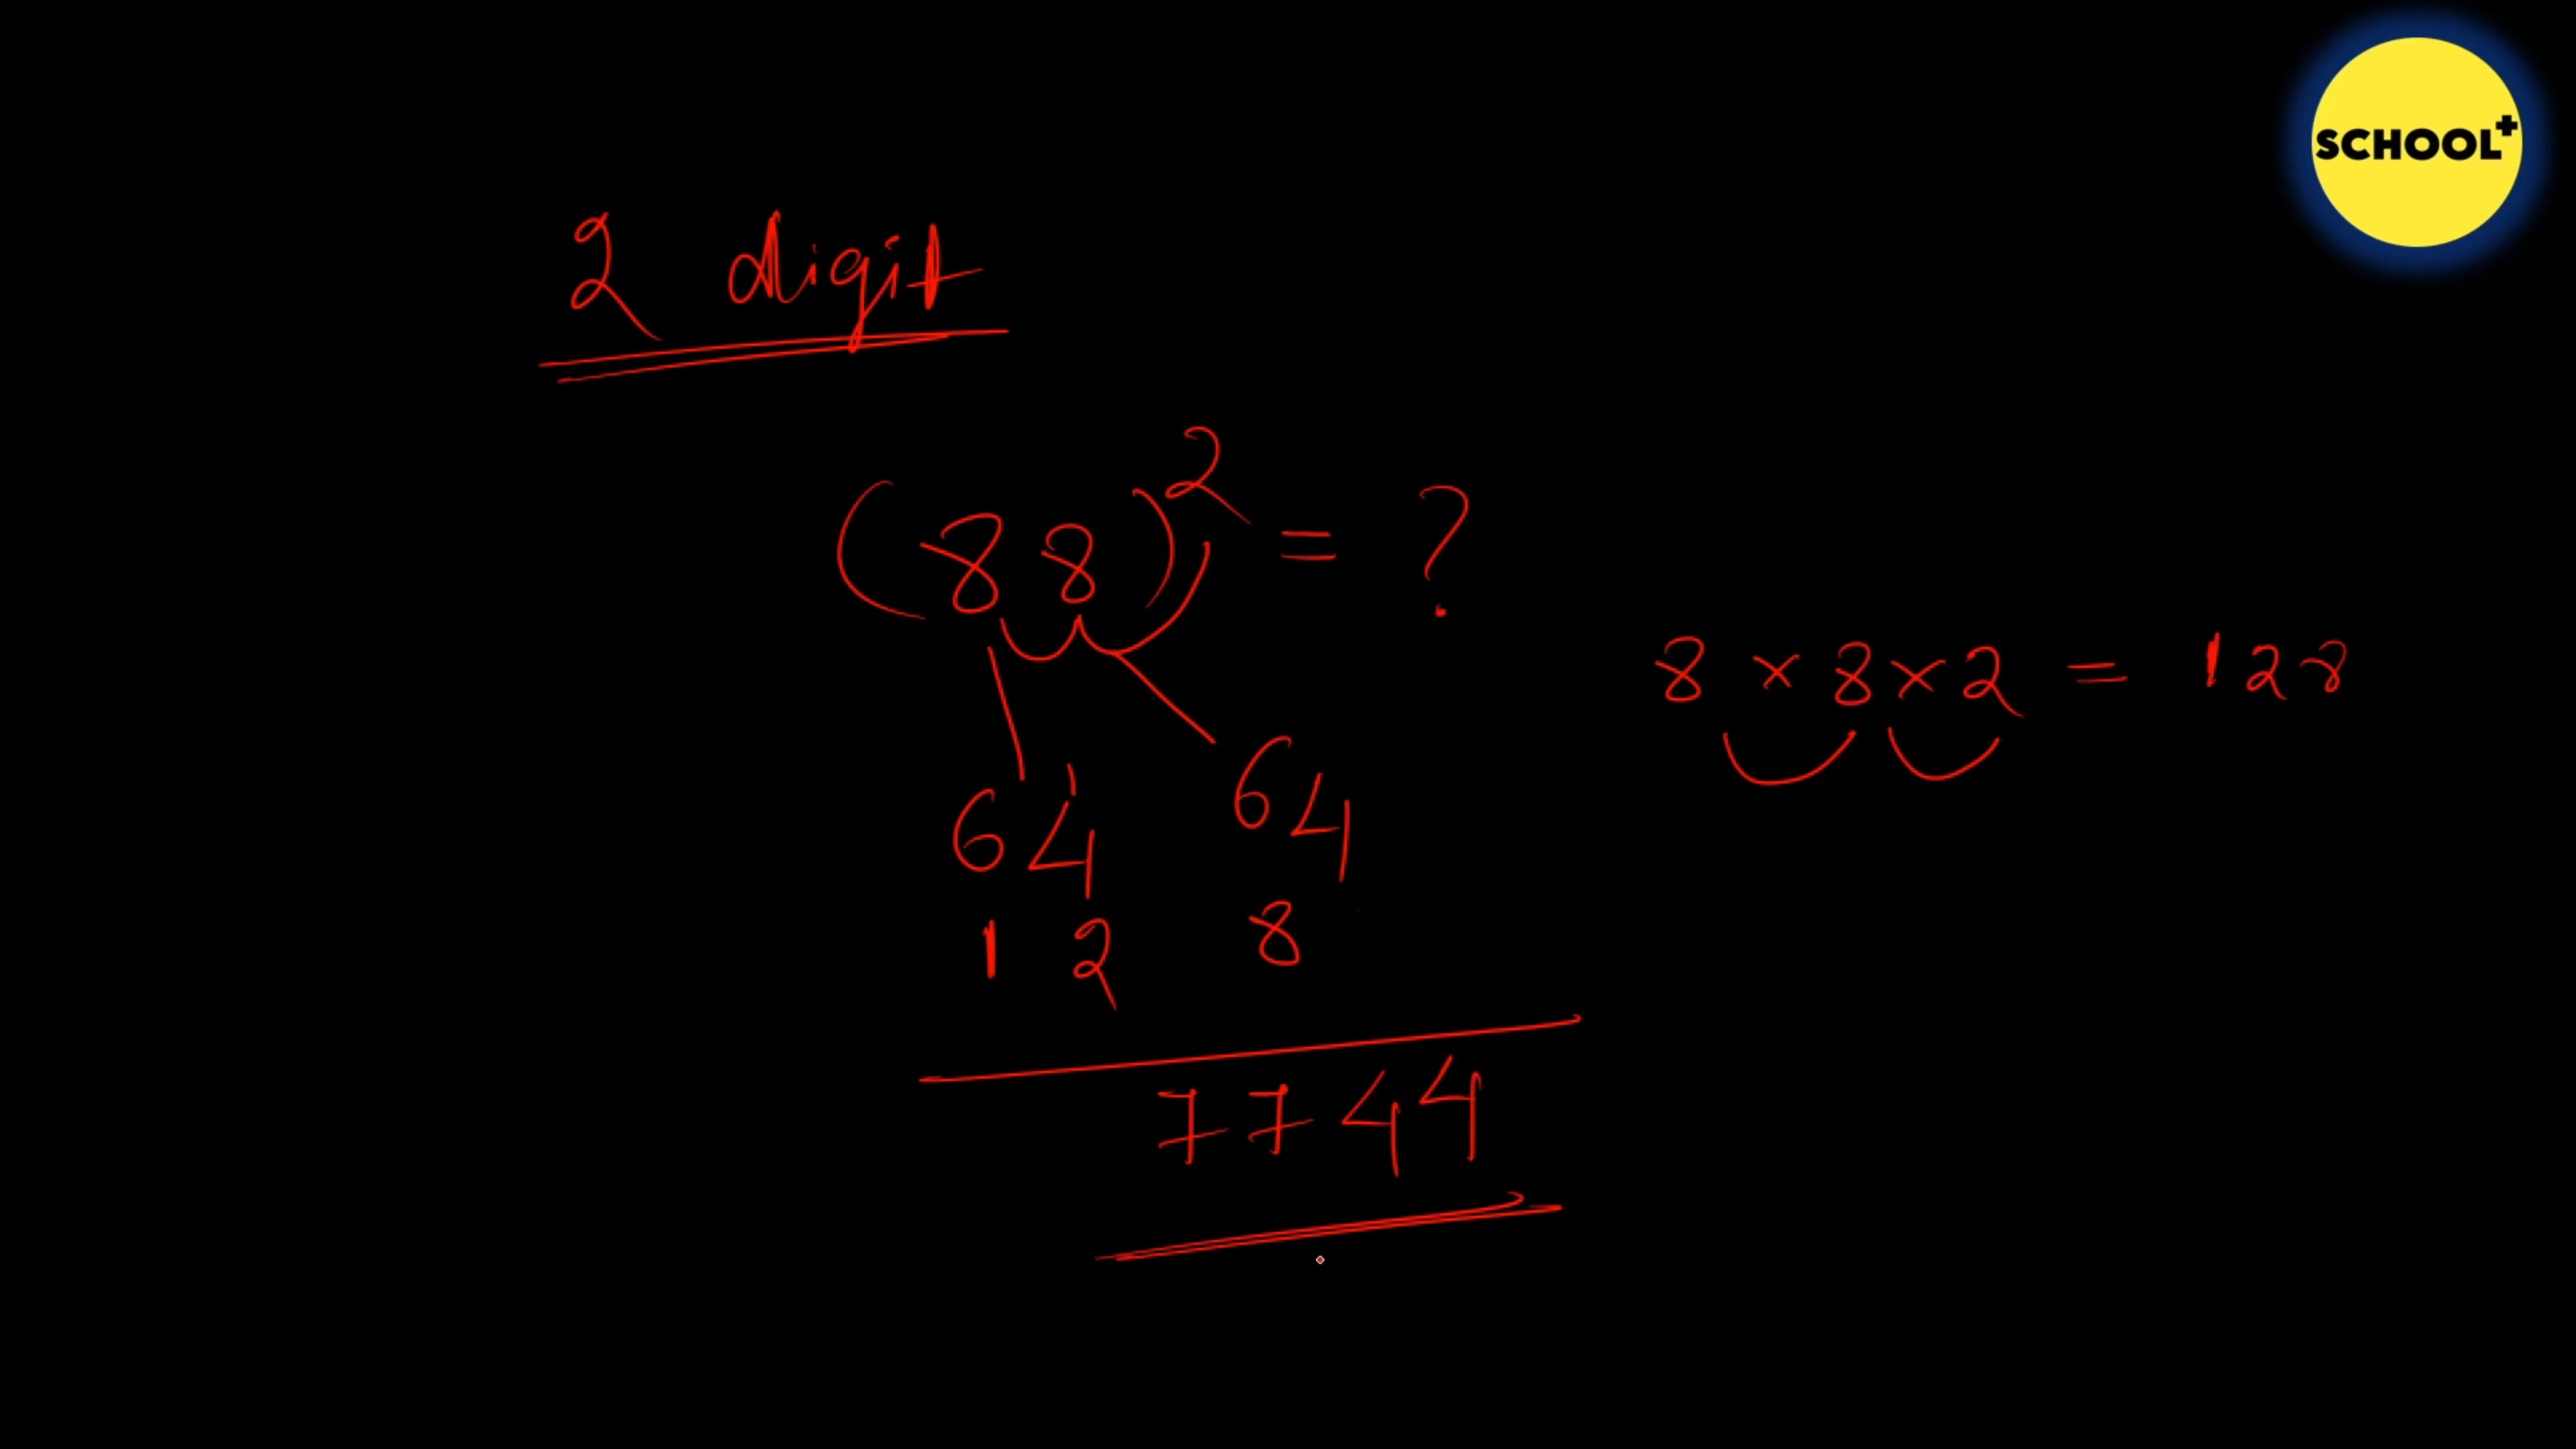 SCHOOL+
2 digit
(88)² = ?
8 × 8 × 2 = 128
64 64
1 2 8
7744